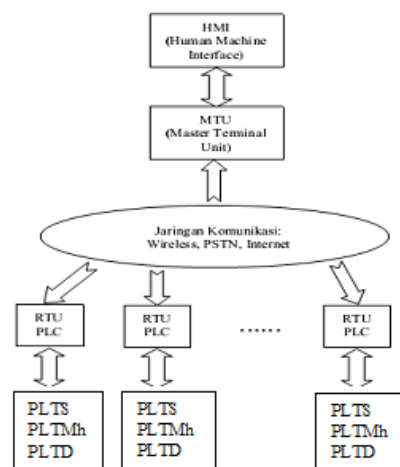 HMI
(Human Machine
Interface)
MTU
(Master Terminal
Unit)
Jaringan Komunikasi:
Wireless, PSTN, Internet
RTU
PLC
RTU
PLC
......
RTU
PLC
PLTS
PLTMh
PLTD
PLTS
PLTMh
PLTD
PLTS
PLTMh
PLTD